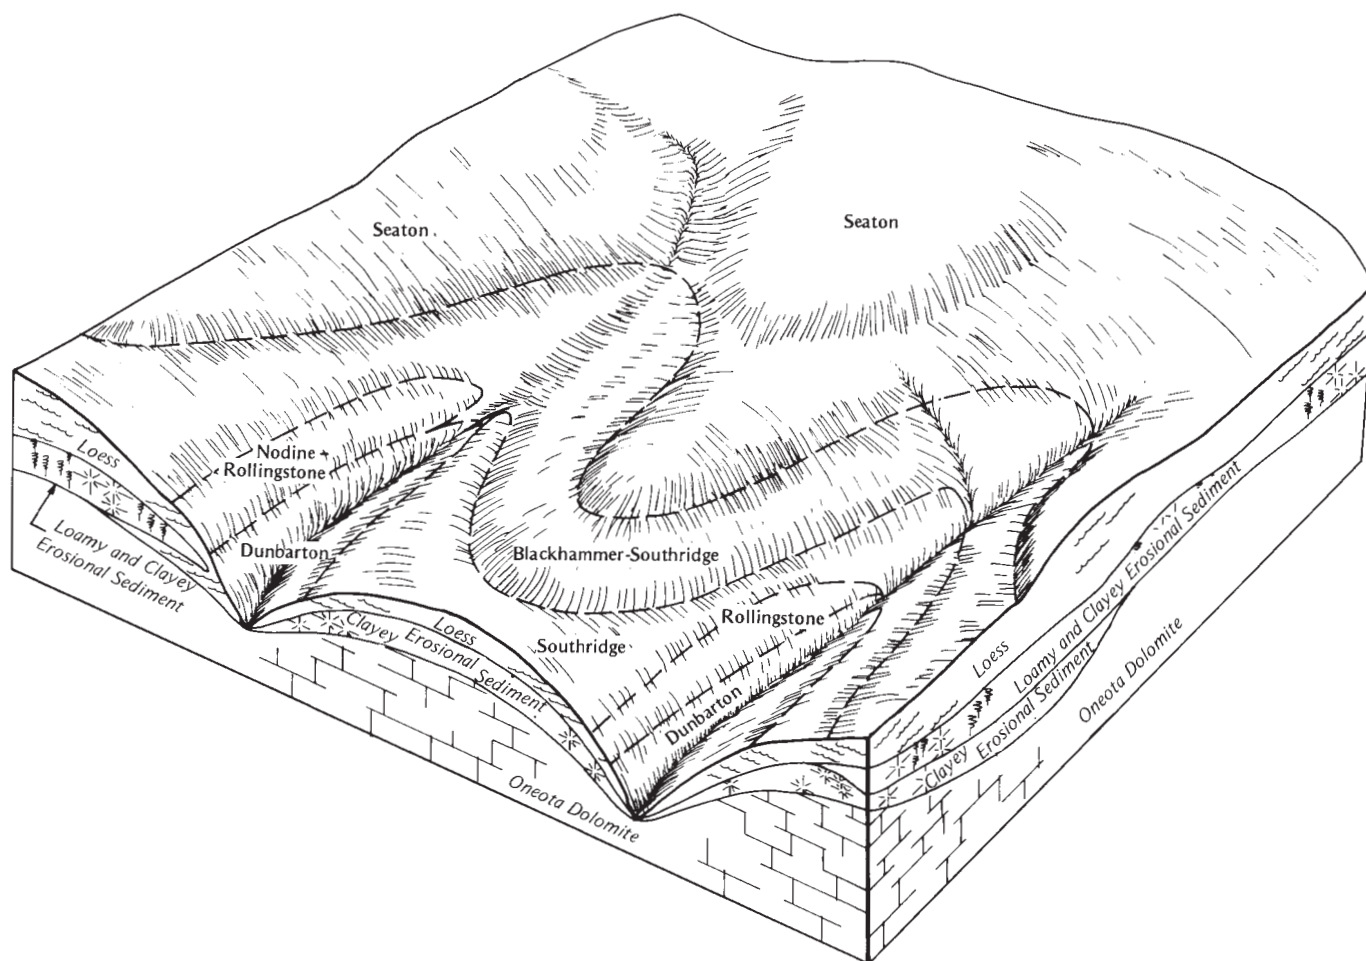 Seaton
Seaton
Nodine -
Rollingstone
Loess
Loamy and Clayey
Erosional Sediment
Dunbarton
Blackhammer-Southridge
Rollingstone
Southridge
Dunbarton
Loess
Clayey Erosional Sediment
Oneota Dolomite
Loess
Loamy and Clayey Erosional Sediment
Clayey Erosional Sediment
Oneota Dolomite